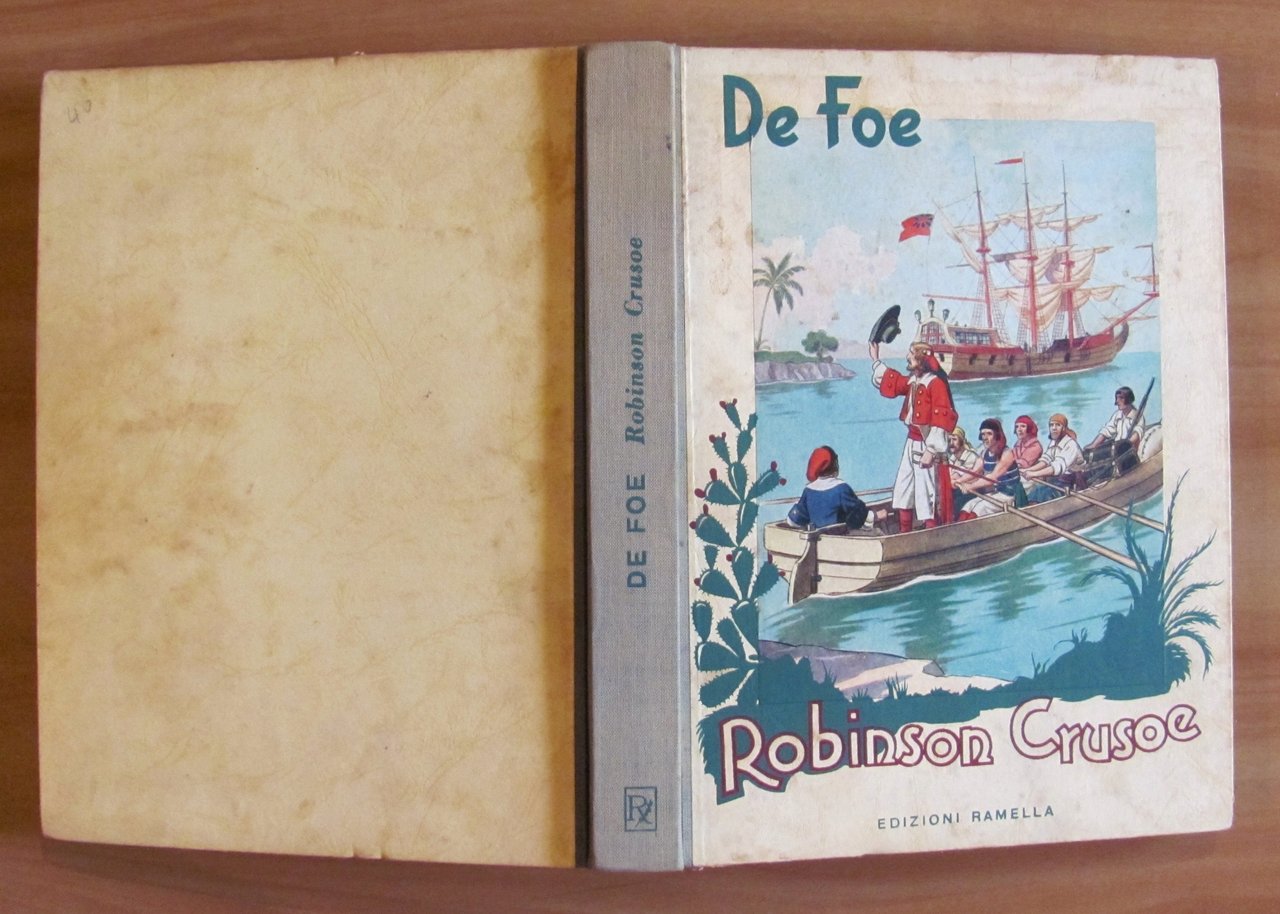 De Foe
Robinson Crusoe
EDIZIONI RAMELLA
DE FOE Robinson Crusoe